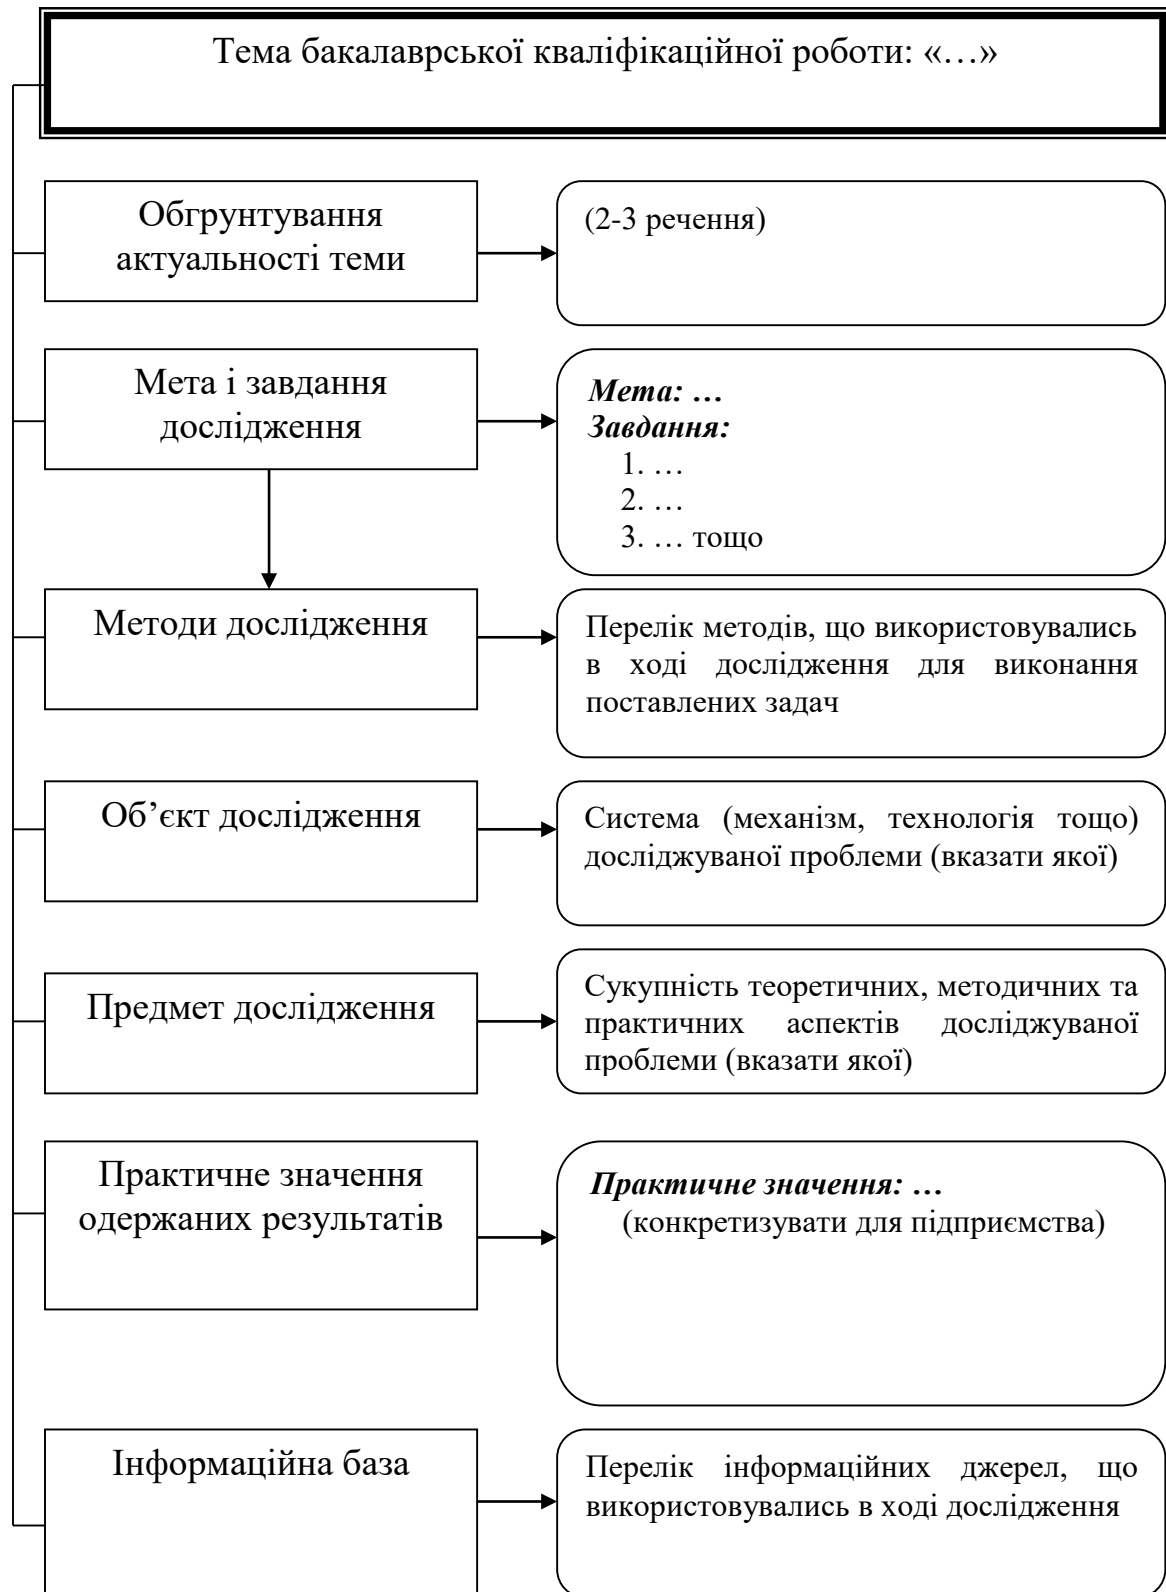 Тема бакалаврської кваліфікаційної роботи: «…»
Обгрунтування
актуальності теми
(2-3 речення)
Мета і завдання
дослідження
Мета: …
Завдання:
1. …
2. …
3. … тощо
Методи дослідження
Перелік методів, що використовувались
в ході дослідження для виконання
поставлених задач
Об’єкт дослідження
Система (механізм, технологія тощо)
досліджуваної проблеми (вказати якої)
Предмет дослідження
Сукупність теоретичних, методичних та
практичних аспектів досліджуваної
проблеми (вказати якої)
Практичне значення
одержаних результатів
Практичне значення: …
(конкретизувати для підприємства)
Інформаційна база
Перелік інформаційних джерел, що
використовувались в ході дослідження